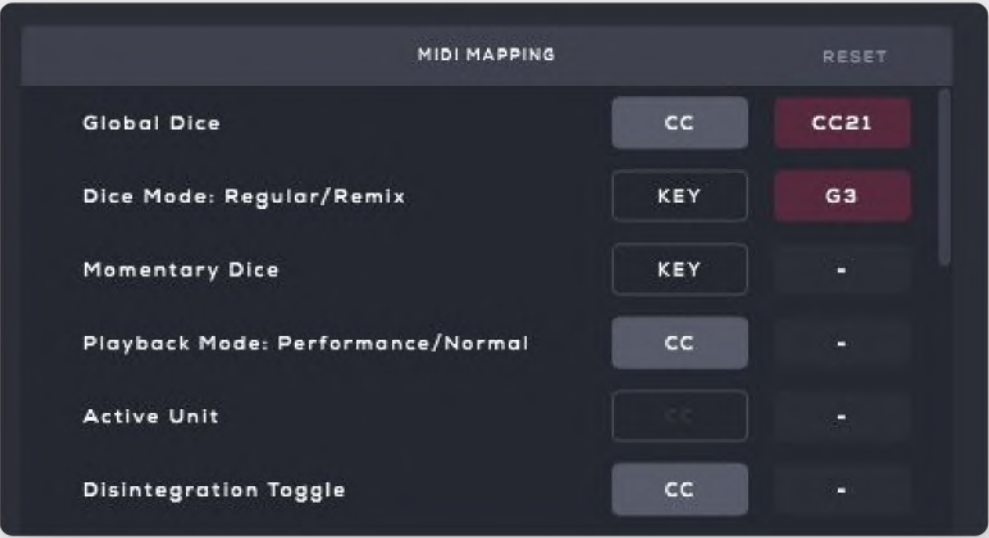 MIDI MAPPING RESET
Global Dice CC CC21
Dice Mode: Regular/Remix KEY G3
Momentary Dice KEY -
Playback Mode: Performance/Normal CC -
Active Unit CC -
Disintegration Toggle CC -